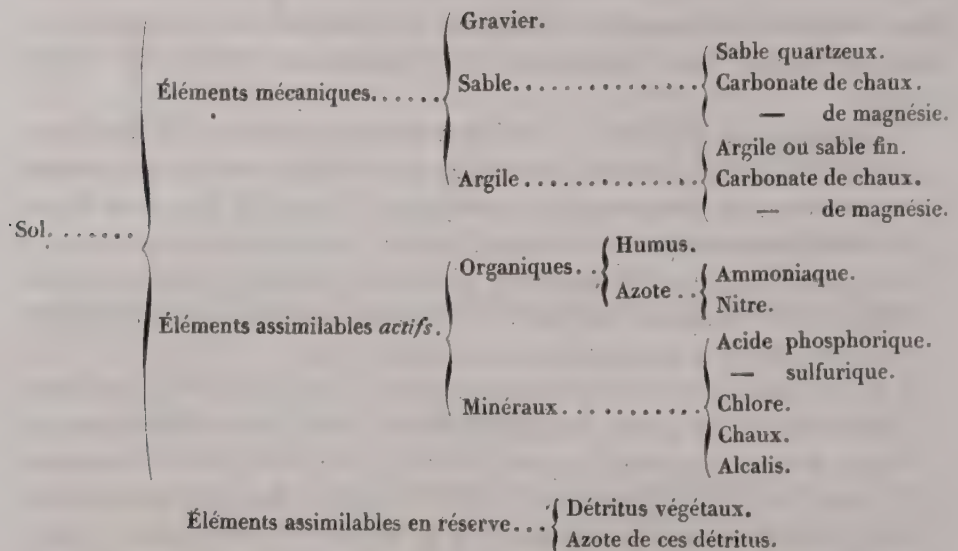 Gravier.
Sable quartzeux.
Éléments mécaniques...... Sable............... Carbonate de chaux.
— de magnésie.
Argile ou sable fin.
Argile.............. Carbonate de chaux.
— de magnésie.
Sol.......
Humus.
Organiques..
Azote.. Ammoniaque.
Nitre.
Éléments assimilables actifs.
Acide phosphorique.
— sulfurique.
Minéraux........... Chlore.
Chaux.
Alcalis.
Détritus végétaux.
Éléments assimilables en réserve...
Azote de ces détritus.